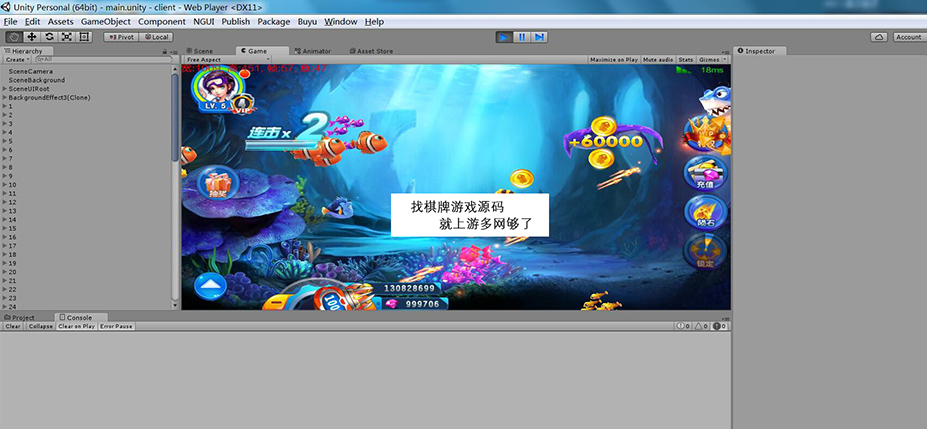 Unity Personal (64bit) - main.unity - client - Web Player <DX11>
File Edit Assets GameObject Component NGUI Publish Package Buyu Window Help
Pivot Local Account
Hierarchy Scene Game Animator Asset Store Inspector
Create All Free Aspect Maximize on Play Mute audio Stats Gizmos
SceneCamera
SceneBackground
SceneUIRoot
BackgroundEffect3(Clone)
1
2
3
4
5
6
7
8
9
10
11
12
13
14
15
16
17
18
19
20
21
22
23
24
18ms
LV. 5
VIP
连击x 2
+60000
抽奖
充值
陨石
锁定
找棋牌游戏源码
就上游多网够了
100
130828699
999706
Project Console
Clear Collapse Clear on Play Error Pause 0 0 0